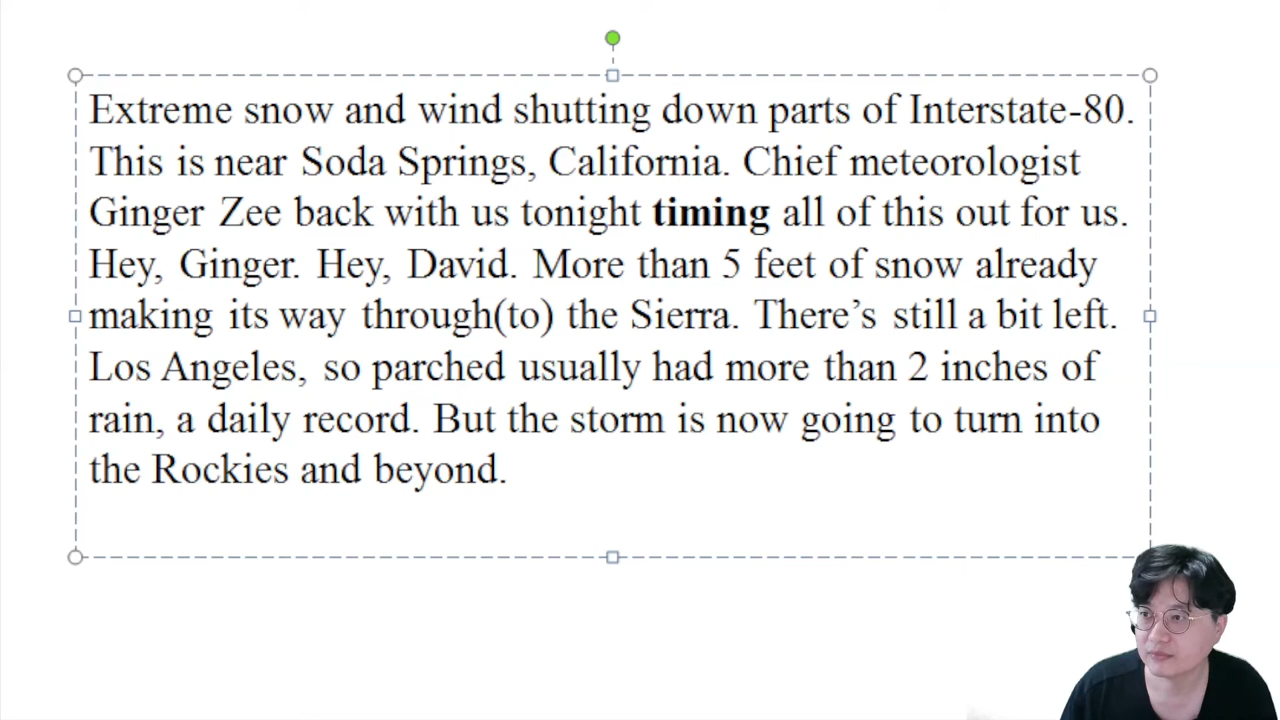 Extreme snow and wind shutting down parts of Interstate-80.
This is near Soda Springs, California. Chief meteorologist
Ginger Zee back with us tonight timing all of this out for us.
Hey, Ginger. Hey, David. More than 5 feet of snow already
making its way through(to) the Sierra. There’s still a bit left.
Los Angeles, so parched usually had more than 2 inches of
rain, a daily record. But the storm is now going to turn into
the Rockies and beyond.